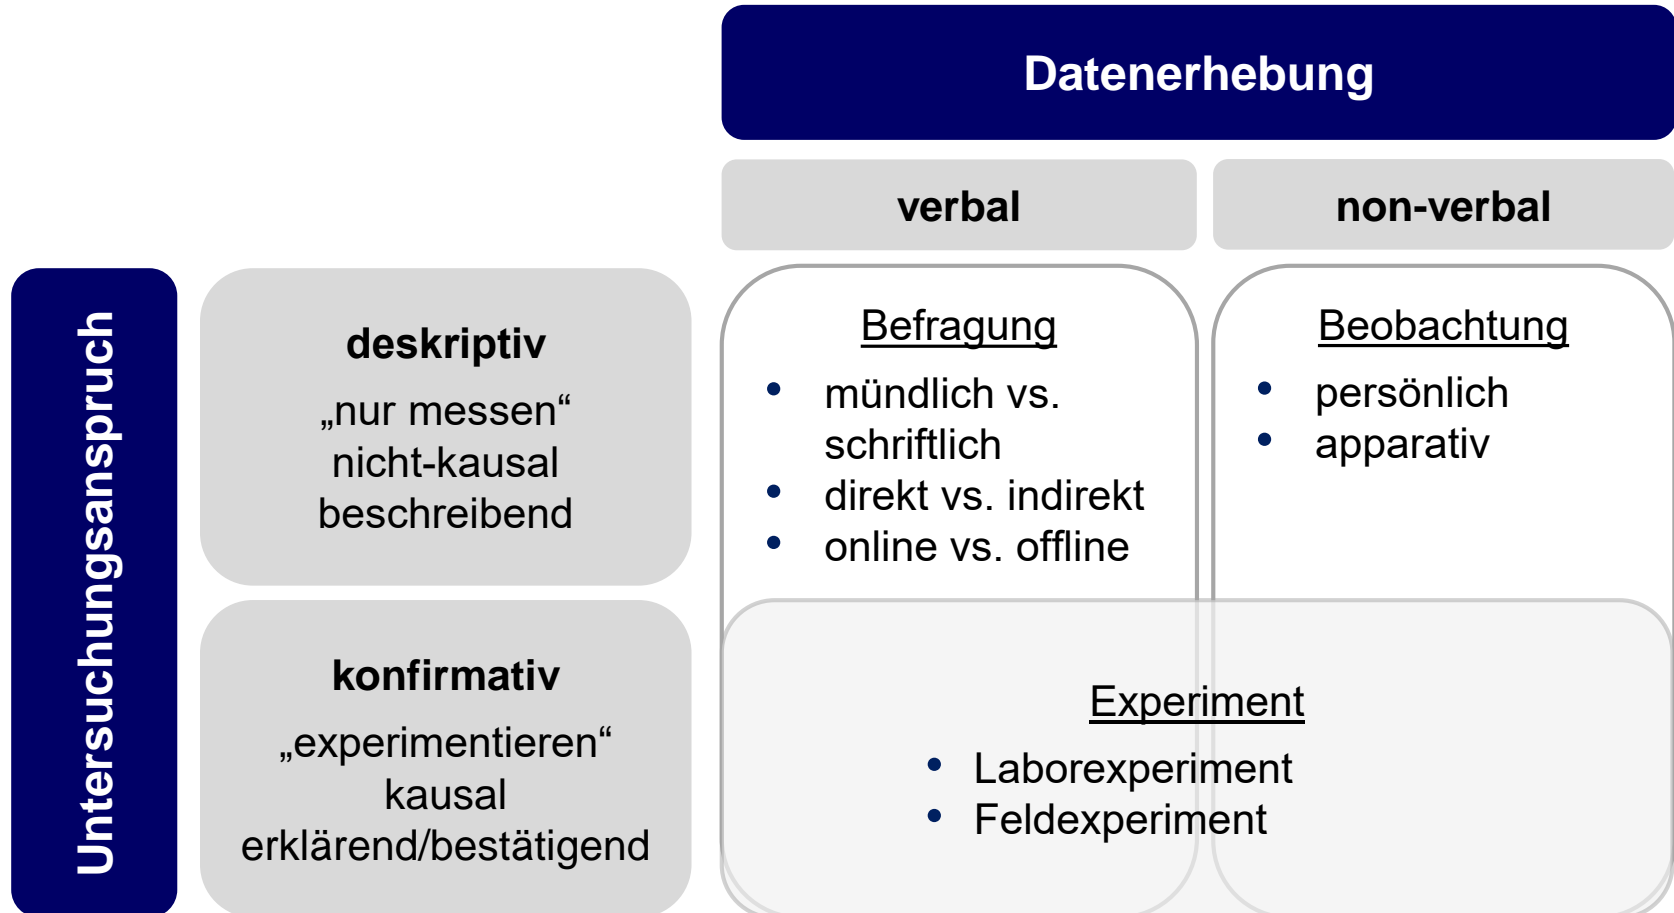 Datenerhebung
verbal
non-verbal
Untersuchungsanspruch
deskriptiv
„nur messen“
nicht-kausal
beschreibend
Befragung
• mündlich vs.
schriftlich
• direkt vs. indirekt
• online vs. offline
Beobachtung
• persönlich
• apparativ
konfirmativ
„experimentieren“
kausal
erklärend/bestätigend
Experiment
• Laborexperiment
• Feldexperiment